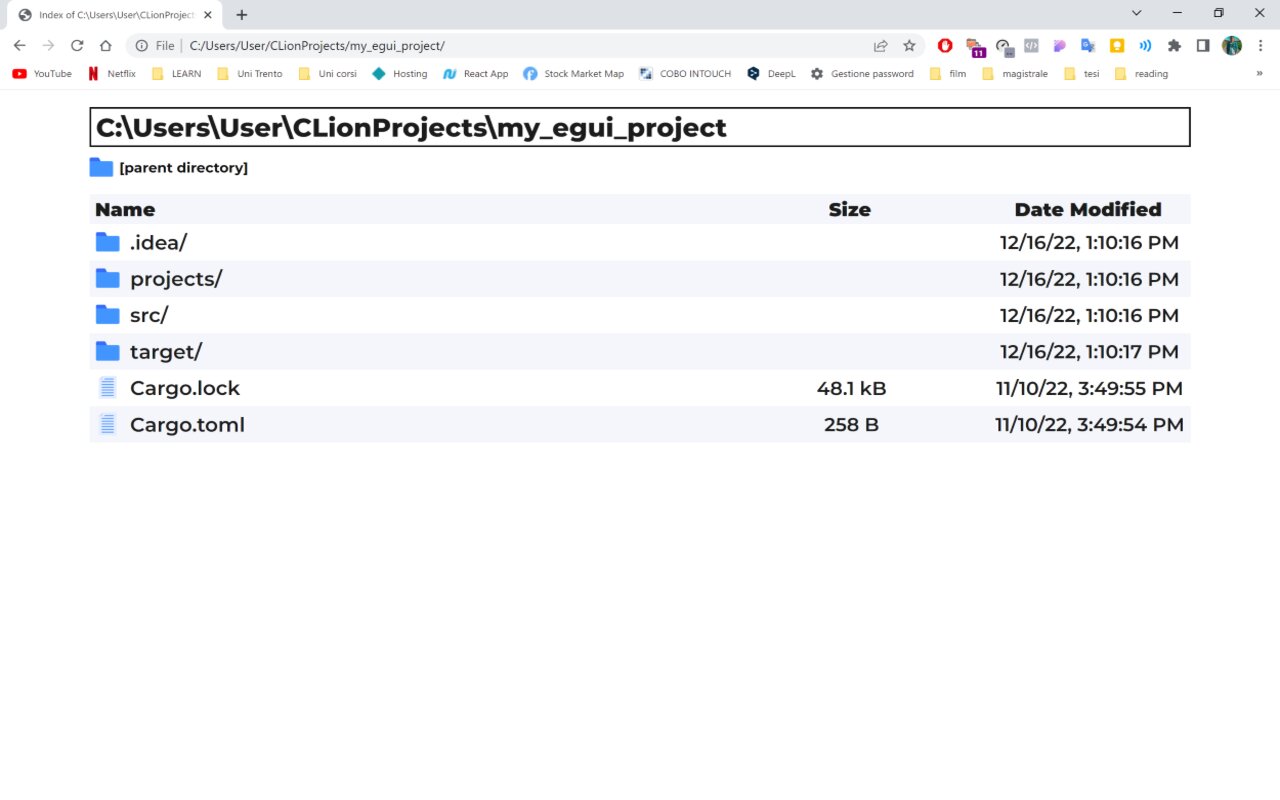 Index of C:\Users\User\CLionProject
File C:/Users/User/CLionProjects/my_egui_project/
11
YouTube Netflix LEARN Uni Trento Uni corsi Hosting React App Stock Market Map COBO INTOUCH DeepL Gestione password film magistrale tesi reading »
C:\Users\User\CLionProjects\my_egui_project
[parent directory]
Name Size Date Modified
.idea/ 12/16/22, 1:10:16 PM
projects/ 12/16/22, 1:10:16 PM
src/ 12/16/22, 1:10:16 PM
target/ 12/16/22, 1:10:17 PM
Cargo.lock 48.1 kB 11/10/22, 3:49:55 PM
Cargo.toml 258 B 11/10/22, 3:49:54 PM